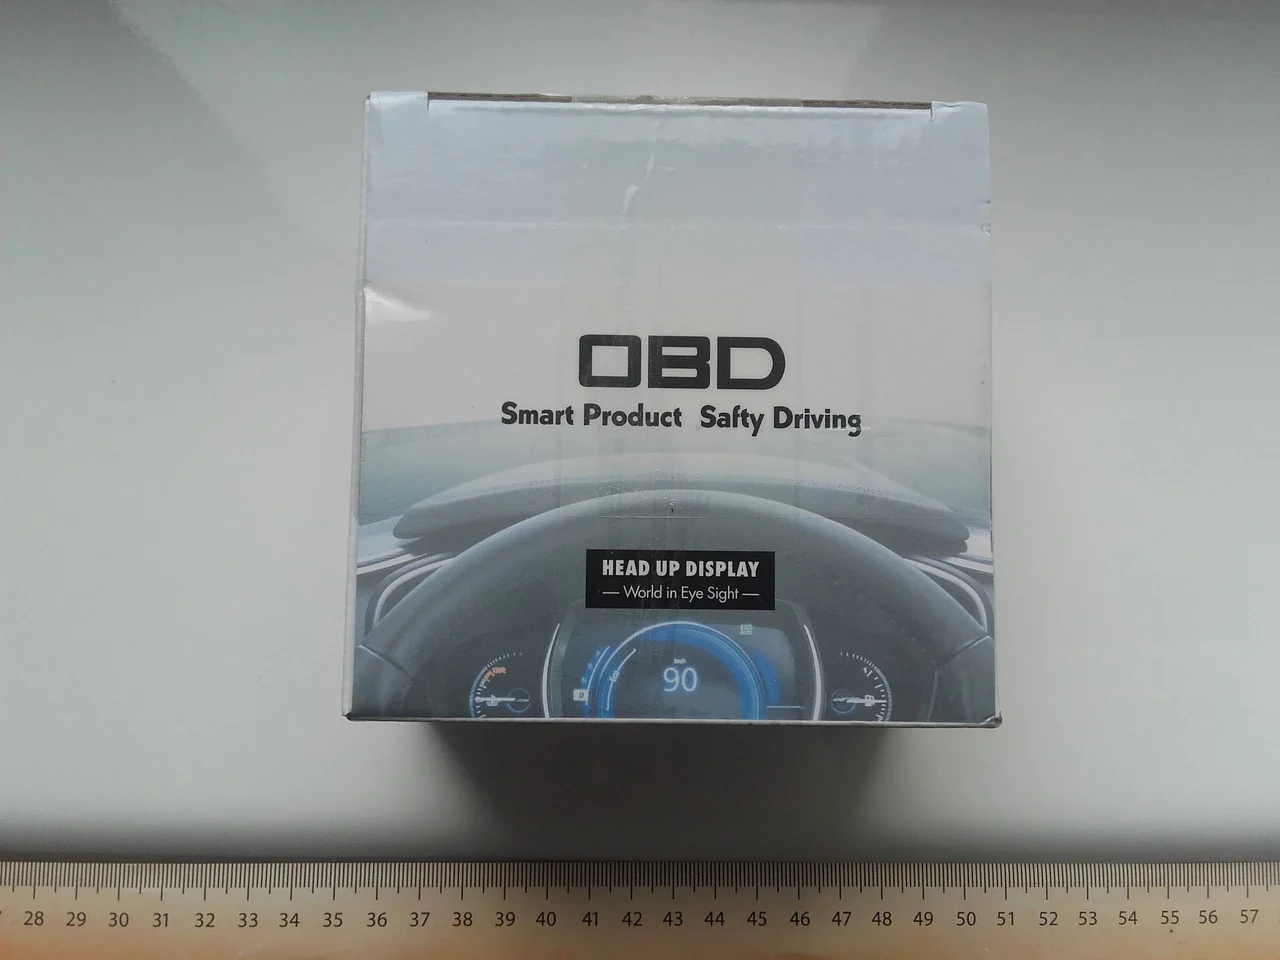 OBD
Smart Product Safty Driving
HEAD UP DISPLAY
— World in Eye Sight —
km/h
90
D
28 29 30 31 32 33 34 35 36 37 38 39 40 41 42 43 44 45 46 47 48 49 50 51 52 53 54 55 56 57